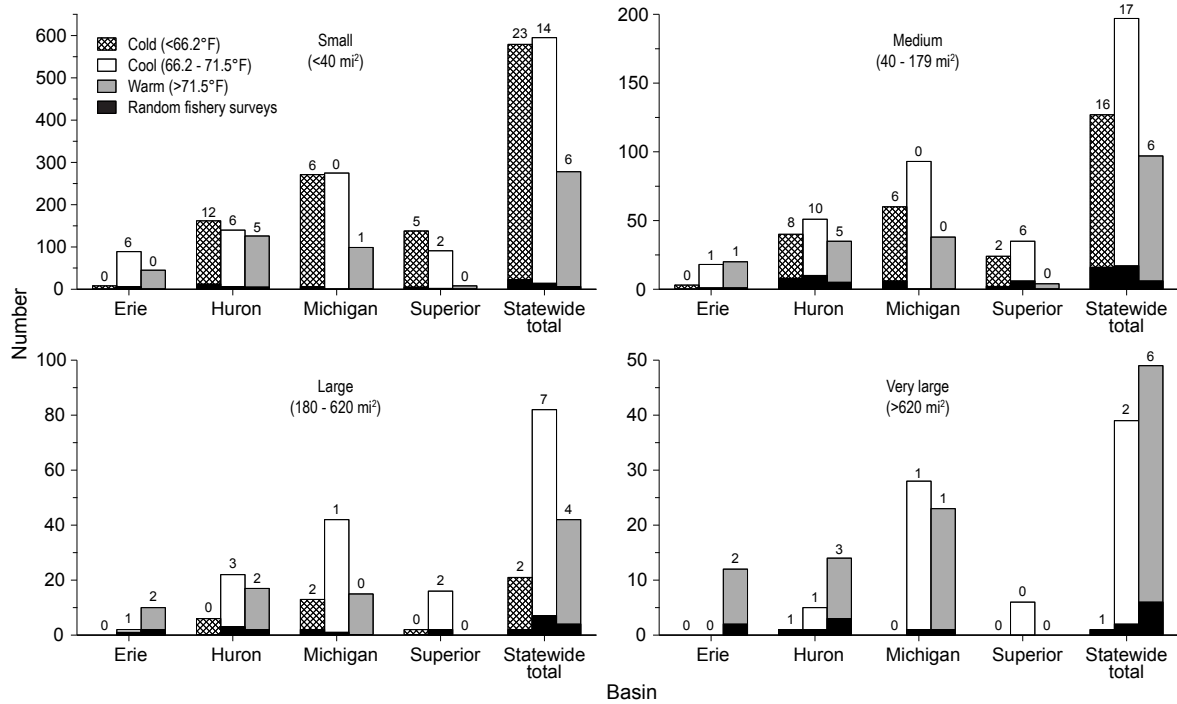 Small
(<40 mi²)
Cold (<66.2°F)
Cool (66.2 - 71.5°F)
Warm (>71.5°F)
Random fishery surveys
600
500
400
300
200
100
0
0 6 0
12 6 5
6 0 1
5 2 0
23 14 6
Erie Huron Michigan Superior Statewide total
Medium
(40 - 179 mi²)
200
150
100
50
0
0 1 1
8 10 5
6 0 0
2 6 0
16 17 6
Erie Huron Michigan Superior Statewide total
Number
Large
(180 - 620 mi²)
100
80
60
40
20
0
0 1 2
0 3 2
2 1 0
0 2 0
2 7 4
Erie Huron Michigan Superior Statewide total
Very large
(>620 mi²)
50
40
30
20
10
0
0 0 2
1 1 3
0 1 1
0 0 0
1 2 6
Erie Huron Michigan Superior Statewide total
Basin